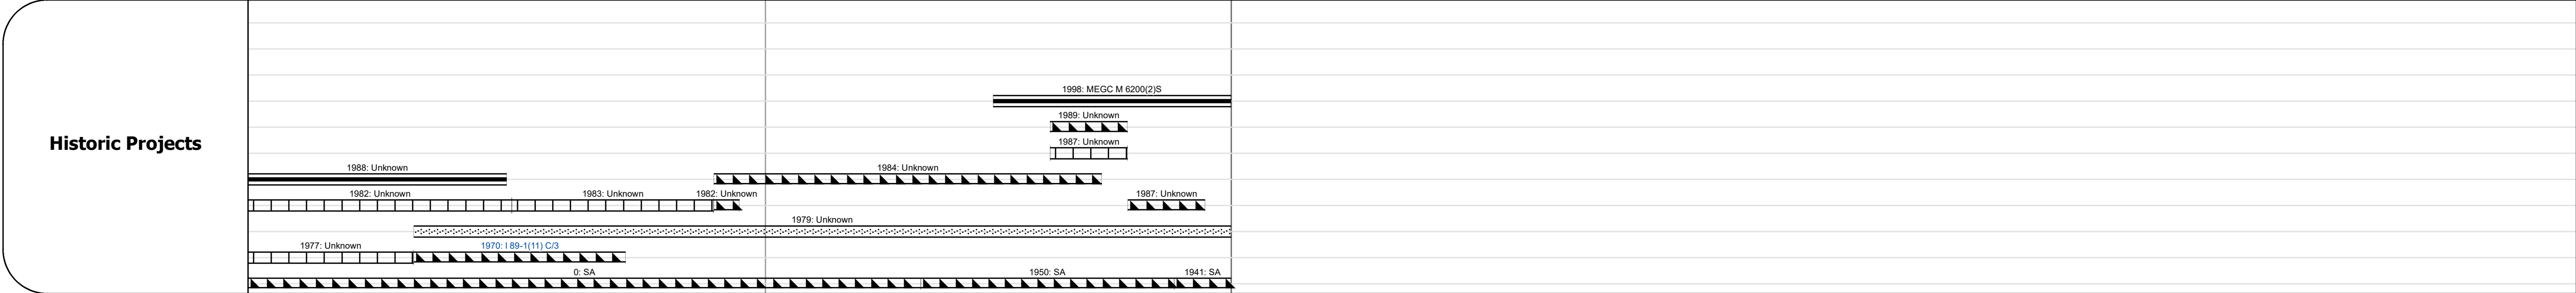 Historic Projects
1998: MEGC M 6200(2)S
1989: Unknown
1987: Unknown
1988: Unknown
1984: Unknown
1982: Unknown
1983: Unknown
1982: Unknown
1987: Unknown
1979: Unknown
1977: Unknown
1970: I 89-1(11) C/3
0: SA
1950: SA
1941: SA